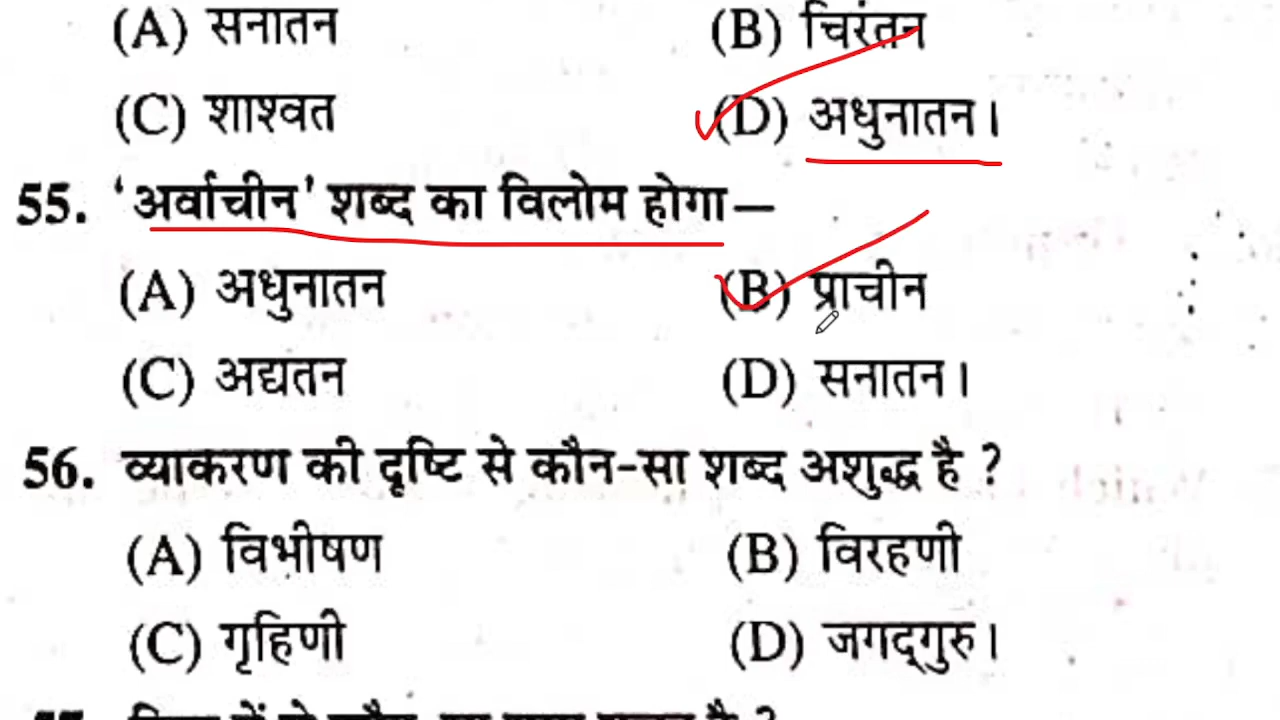 (A) सनातन (B) चिरंतन
(C) शाश्वत (D) अधुनातन।
55. ‘अर्वाचीन’ शब्द का विलोम होगा—
(A) अधुनातन (B) प्राचीन
(C) अद्यतन (D) सनातन।
56. व्याकरण की दृष्टि से कौन-सा शब्द अशुद्ध है ?
(A) विभीषण (B) विरहणी
(C) गृहिणी (D) जगद्‌गुरु।